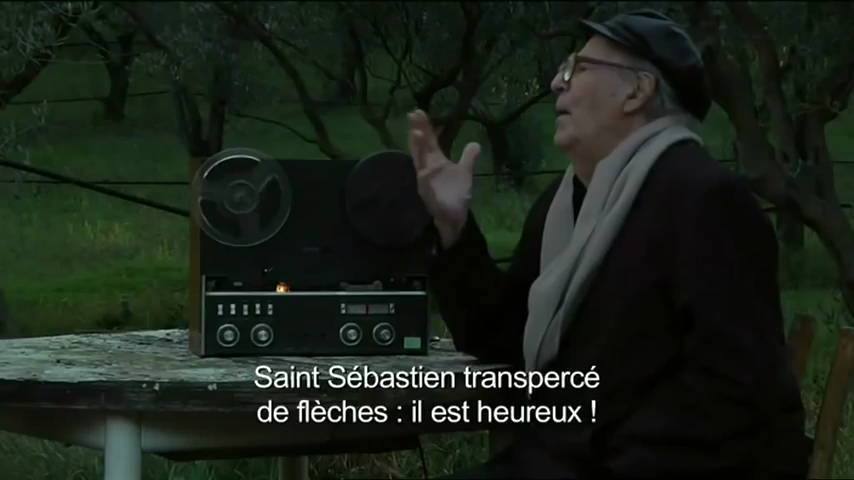 Saint Sébastien transpercé
de flèches : il est heureux !